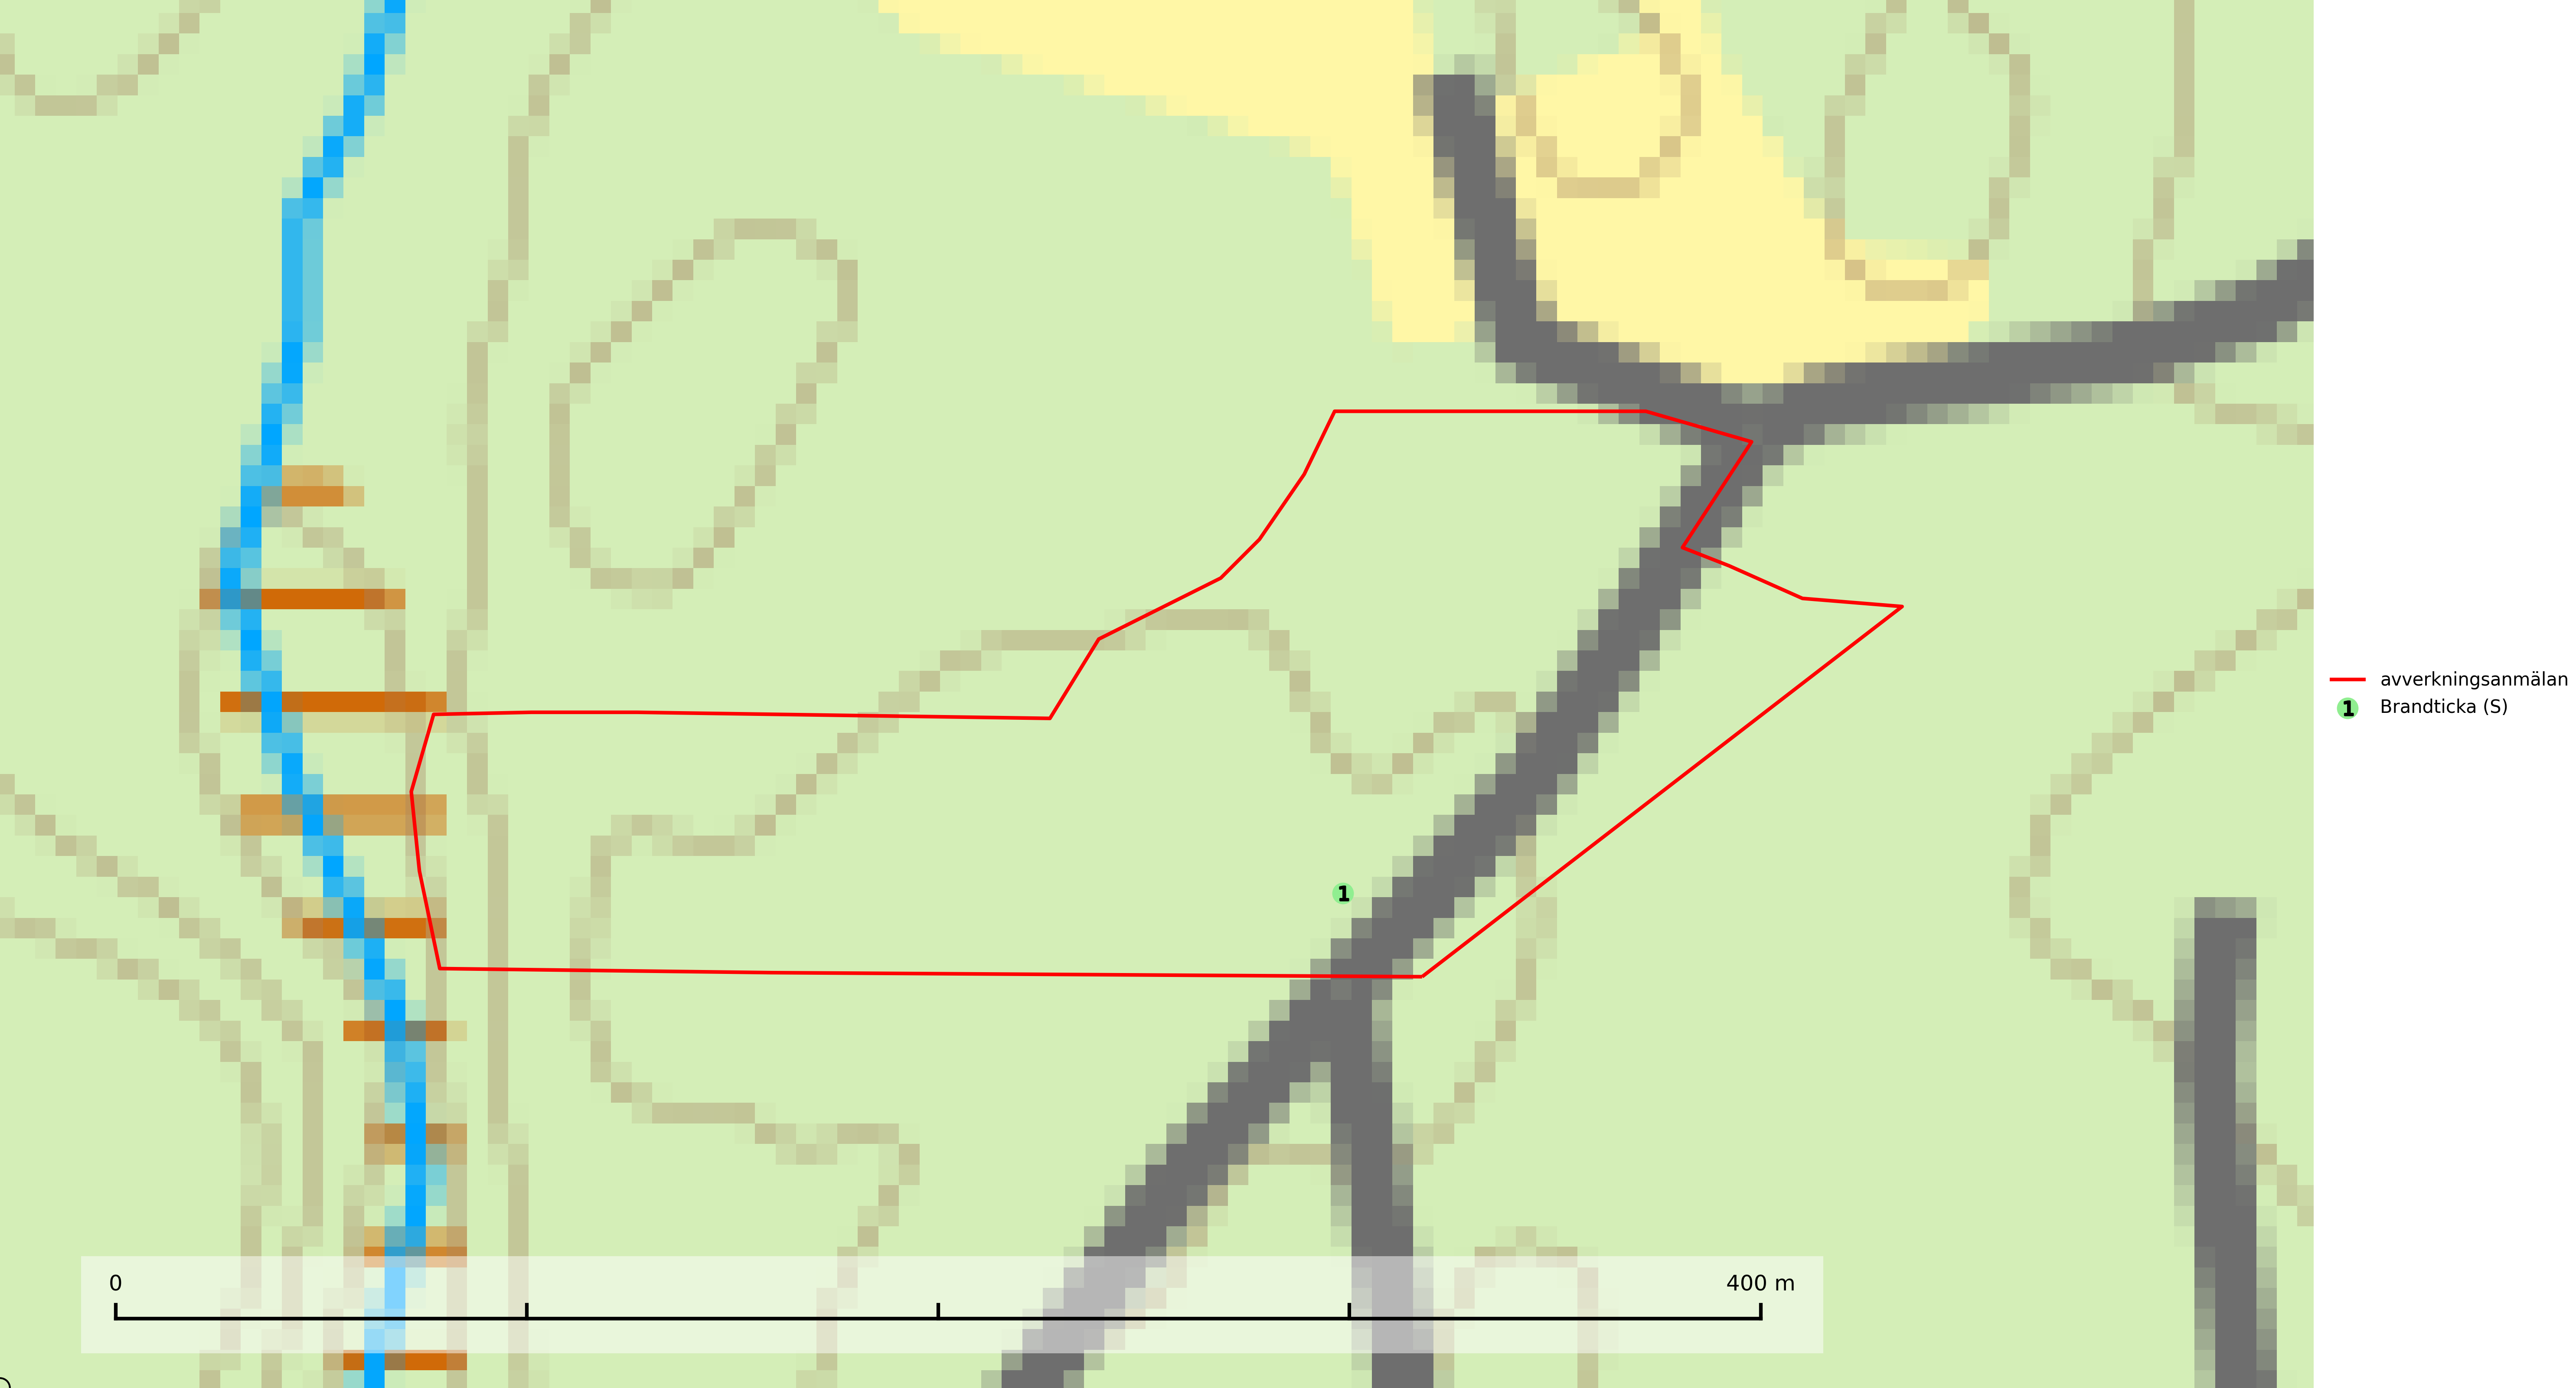 1
0
400 m
avverkningsanmälan
1 Brandticka (S)